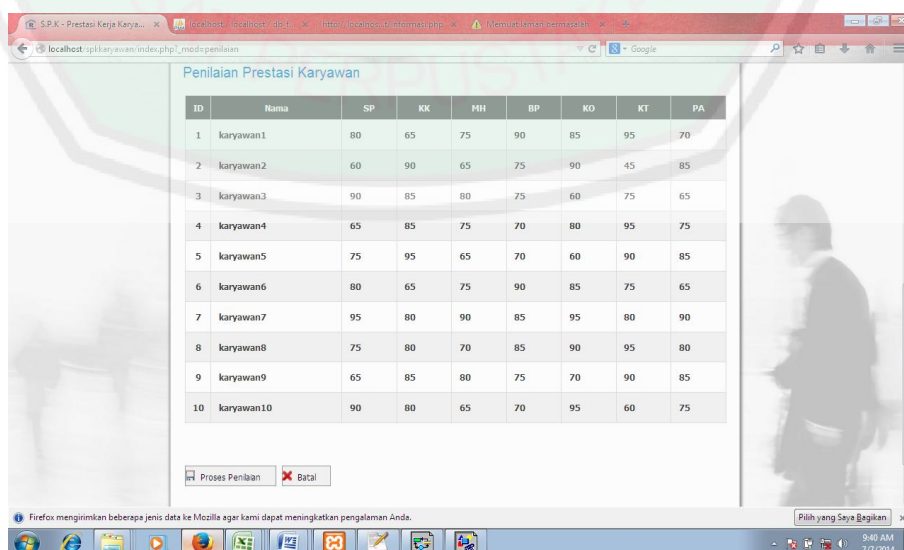 S.P.K - Prestasi Kerja Karya...
localhost/spkkaryawan/index.php?_mod=penilaian
Google
Penilaian Prestasi Karyawan
ID Nama SP KK MH BP KO KT PA
1 karyawan1 80 65 75 90 85 95 70
2 karyawan2 60 90 65 75 90 45 85
3 karyawan3 90 85 80 75 60 75 65
4 karyawan4 65 85 75 70 80 95 75
5 karyawan5 75 95 65 70 60 90 85
6 karyawan6 80 65 75 90 85 75 65
7 karyawan7 95 80 90 85 95 80 90
8 karyawan8 75 80 70 85 90 95 80
9 karyawan9 65 85 80 75 70 90 85
10 karyawan10 90 80 65 70 95 60 75
Proses Penilaian Batal
Firefox mengirimkan beberapa jenis data ke Mozilla agar kami dapat meningkatkan pengalaman Anda. Pilih yang Saya Bagikan
9:40 AM
7/7/2014